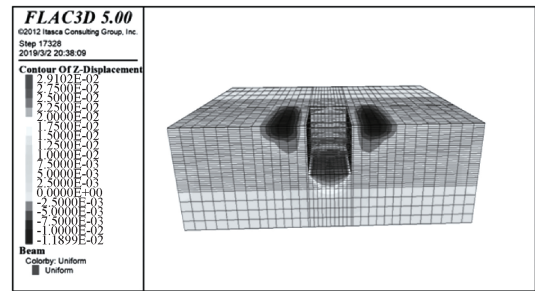 FLAC3D 5.00
©2012 Itasca Consulting Group, Inc.
Step 17328
2019/3/2 20:38:09
Contour Of Z-Displacement
2.9102E-02
2.7500E-02
2.5000E-02
2.2500E-02
2.0000E-02
1.7500E-02
1.5000E-02
1.2500E-02
1.0000E-02
7.5000E-03
5.0000E-03
2.5000E-03
0.0000E+00
-2.5000E-03
-5.0000E-03
-7.5000E-03
-1.0000E-02
-1.1899E-02
Beam
Colorby: Uniform
Uniform